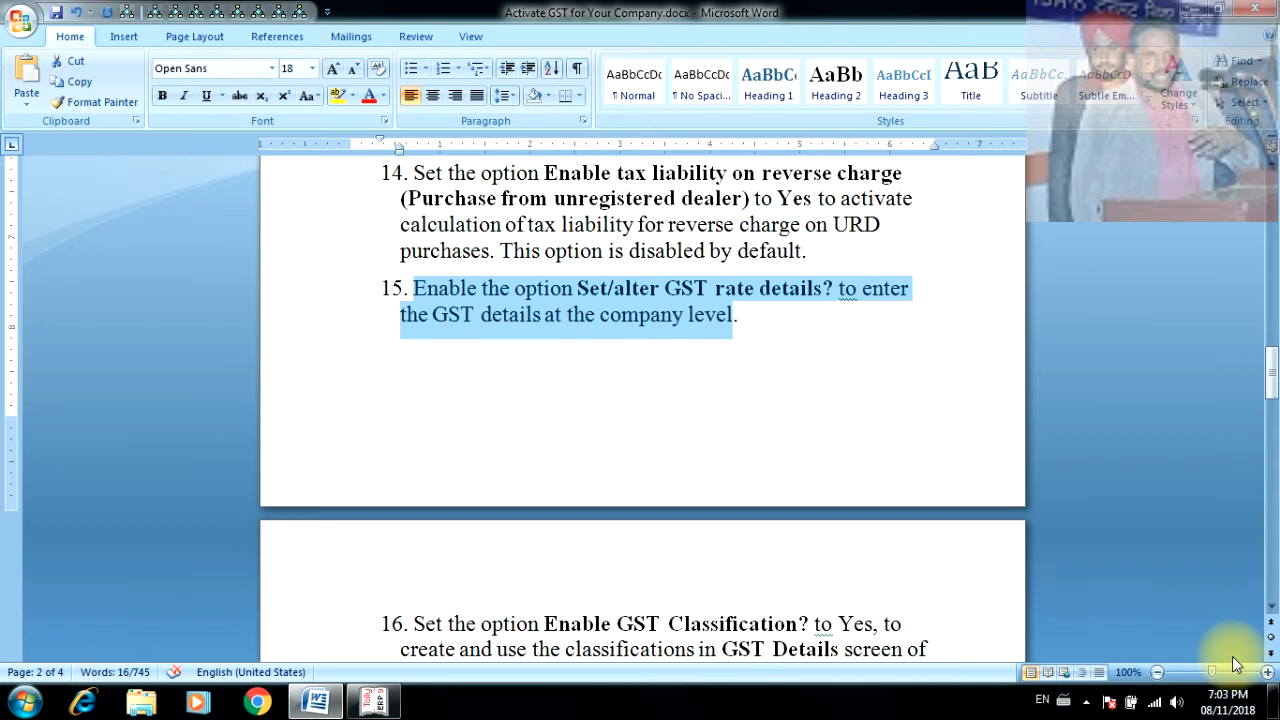 Activate GST for Your Company.docx - Microsoft Word
Home Insert Page Layout References Mailings Review View
Paste
Cut
Copy
Format Painter
Clipboard
Open Sans 18
Font
Paragraph
AaBbCcDc AaBbCcDc AaBbC AaBb AaBbCcI AaB AaBbCcD AaBbCcDc
¶ Normal ¶ No Spaci... Heading 1 Heading 2 Heading 3 Title Subtitle Subtle Em...
Change Styles
Styles
Find
Replace
Select
Editing
14. Set the option Enable tax liability on reverse charge
(Purchase from unregistered dealer) to Yes to activate
calculation of tax liability for reverse charge on URD
purchases. This option is disabled by default.
15. Enable the option Set/alter GST rate details? to enter
the GST details at the company level.
16. Set the option Enable GST Classification? to Yes, to
create and use the classifications in GST Details screen of
Page: 2 of 4 Words: 16/745 English (United States) 100%
EN 7:03 PM
08/11/2018